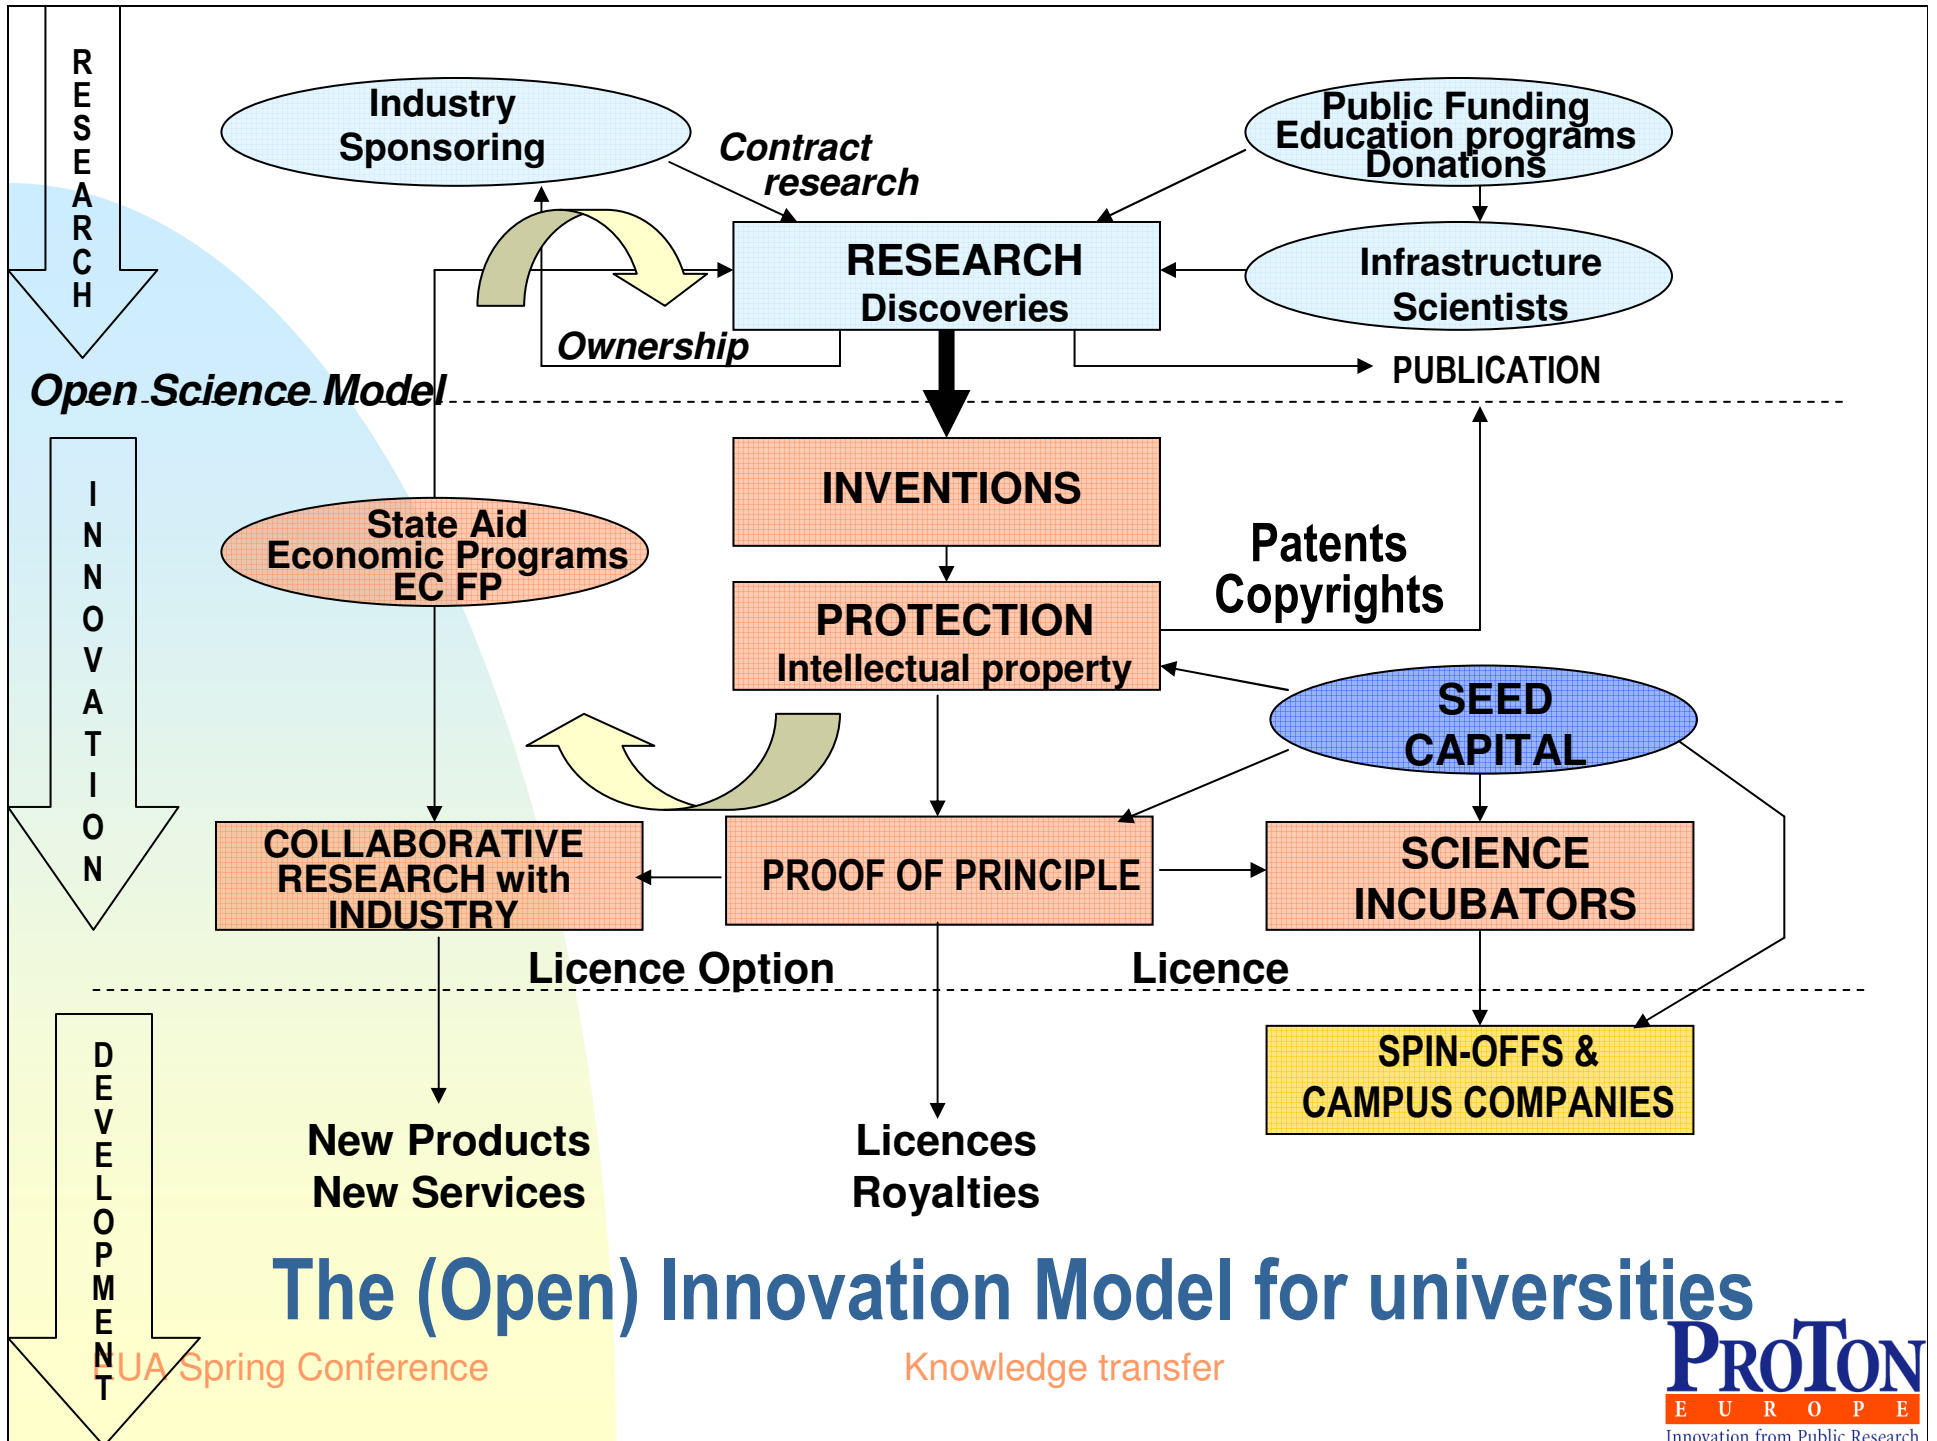 RESEARCH
Industry
Sponsoring
Contract
research
Public Funding
Education programs
Donations
RESEARCH
Discoveries
Infrastructure
Scientists
Ownership
PUBLICATION
Open Science Model
INNOVATION
INVENTIONS
State Aid
Economic Programs
EC FP
Patents
Copyrights
PROTECTION
Intellectual property
SEED
CAPITAL
COLLABORATIVE
RESEARCH with
INDUSTRY
PROOF OF PRINCIPLE
SCIENCE
INCUBATORS
Licence Option
Licence
DEVELOPMENT
SPIN-OFFS &
CAMPUS COMPANIES
New Products
New Services
Licences
Royalties
The (Open) Innovation Model for universities
EUA Spring Conference
Knowledge transfer
PROTON
EUROPE
Innovation from Public Research